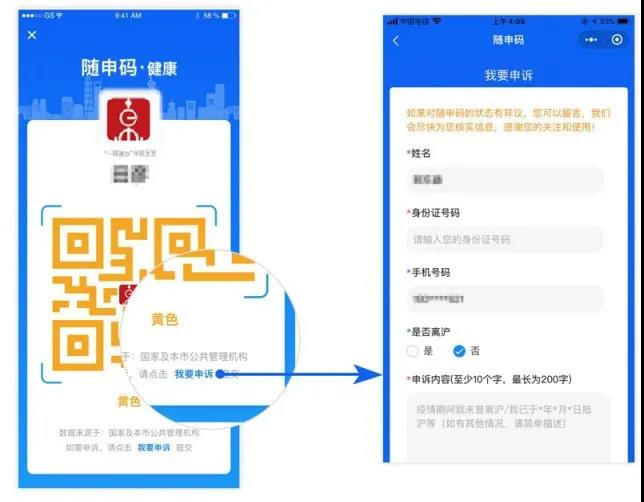 GS
9:41 AM
58 %
随申码·健康
"一网通办"市民主页
黄色
于：国家及本市公共管理机构
，请点击 我要申诉 提交
黄色
数据来源于：国家及本市公共管理机构
如需申诉，请点击 我要申诉 提交
中国电信
上午 4:09
93%
随申码
我要申诉
如果对随申码的状态有异议，您可以留言，我们
会尽快为您核实信息，感谢您的关注和使用！
*姓名
*身份证号码
请输入您的身份证号码
*手机号码
*是否离沪
是
否
*申诉内容(至少10个字，最长为200字)
疫情期间我未曾离沪/我已于*年*月*日抵
沪等（如有其他情况，请简单描述）